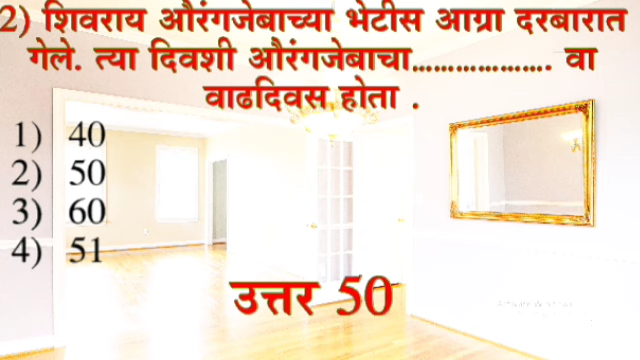 2) शिवराय औरंगजेबाच्या भेटीस आग्रा दरबारात
गेले. त्या दिवशी औरंगजेबाचा................... वा
वाढदिवस होता .
1) 40
2) 50
3) 60
4) 51
उत्तर 50